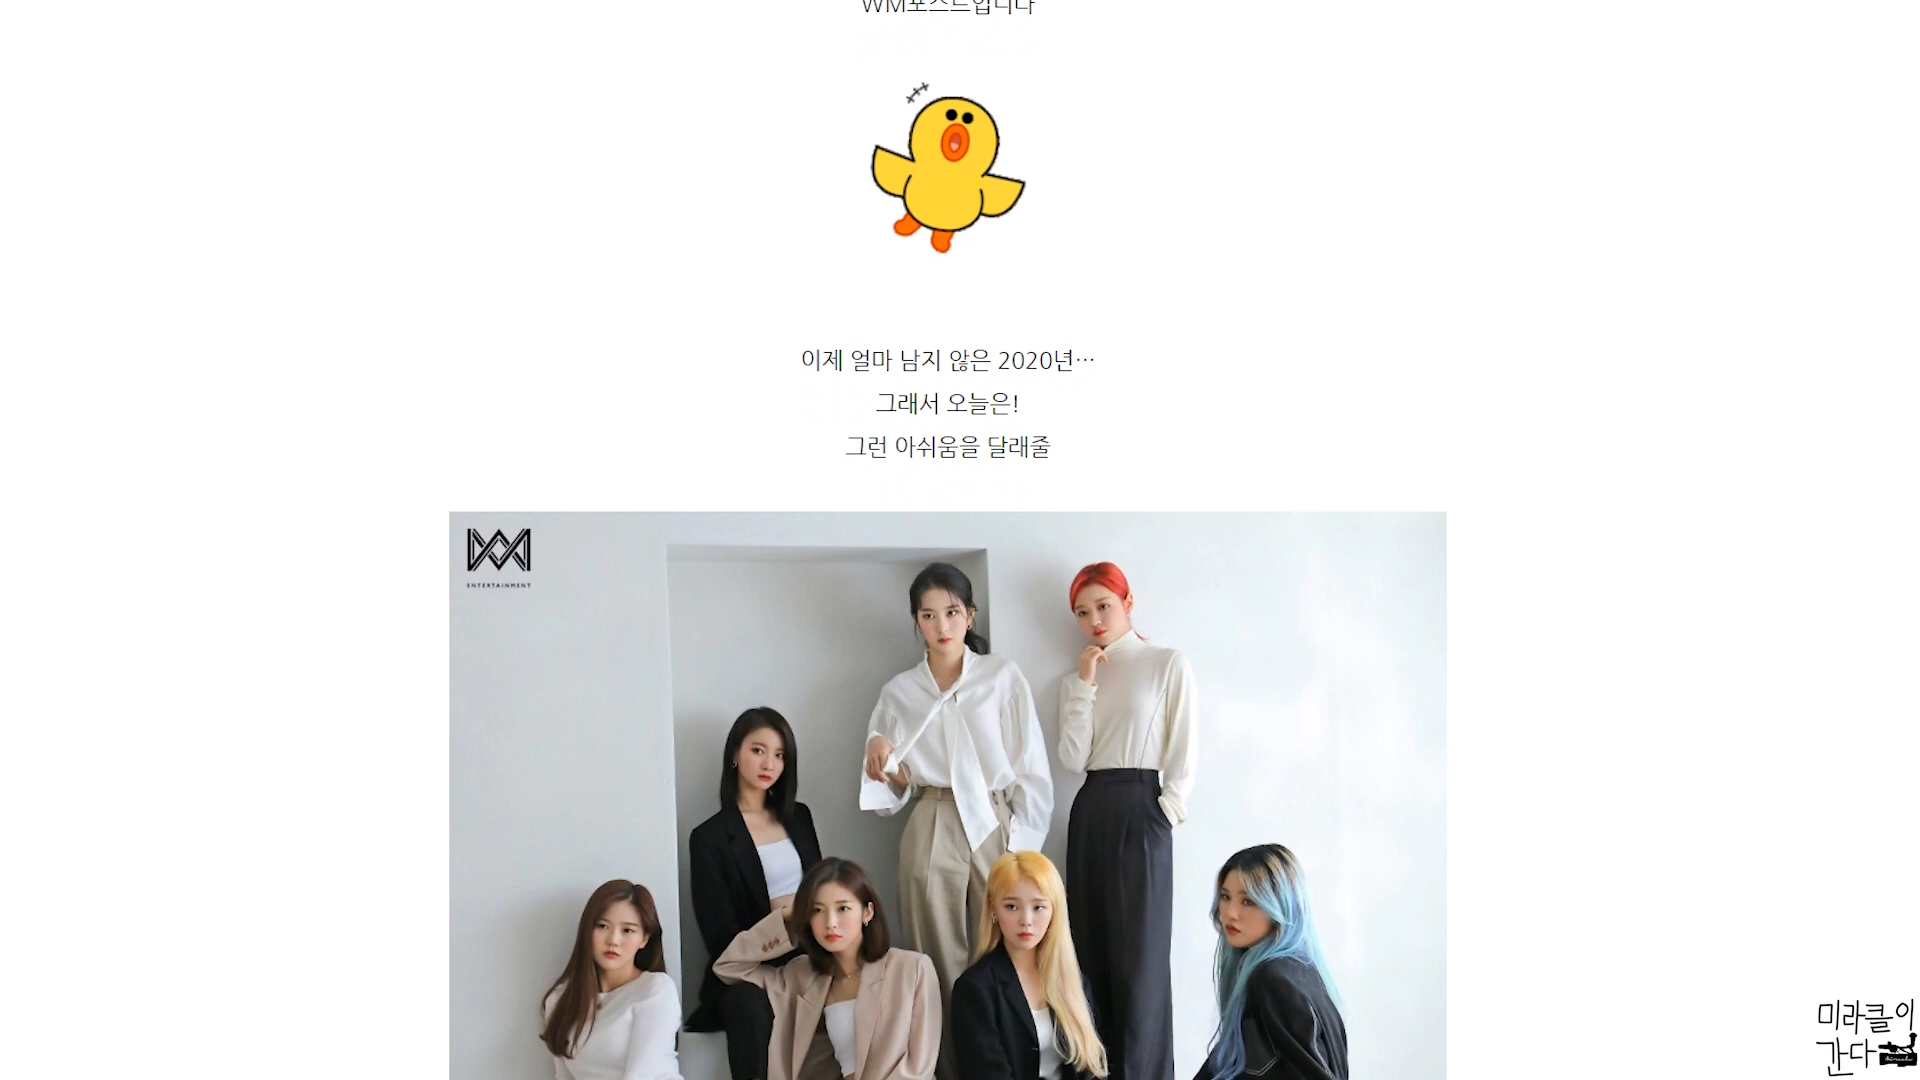 WM포스트입니다
이제 얼마 남지 않은 2020년…
그래서 오늘은!
그런 아쉬움을 달래줄
WM
ENTERTAINMENT
미라클이
간다